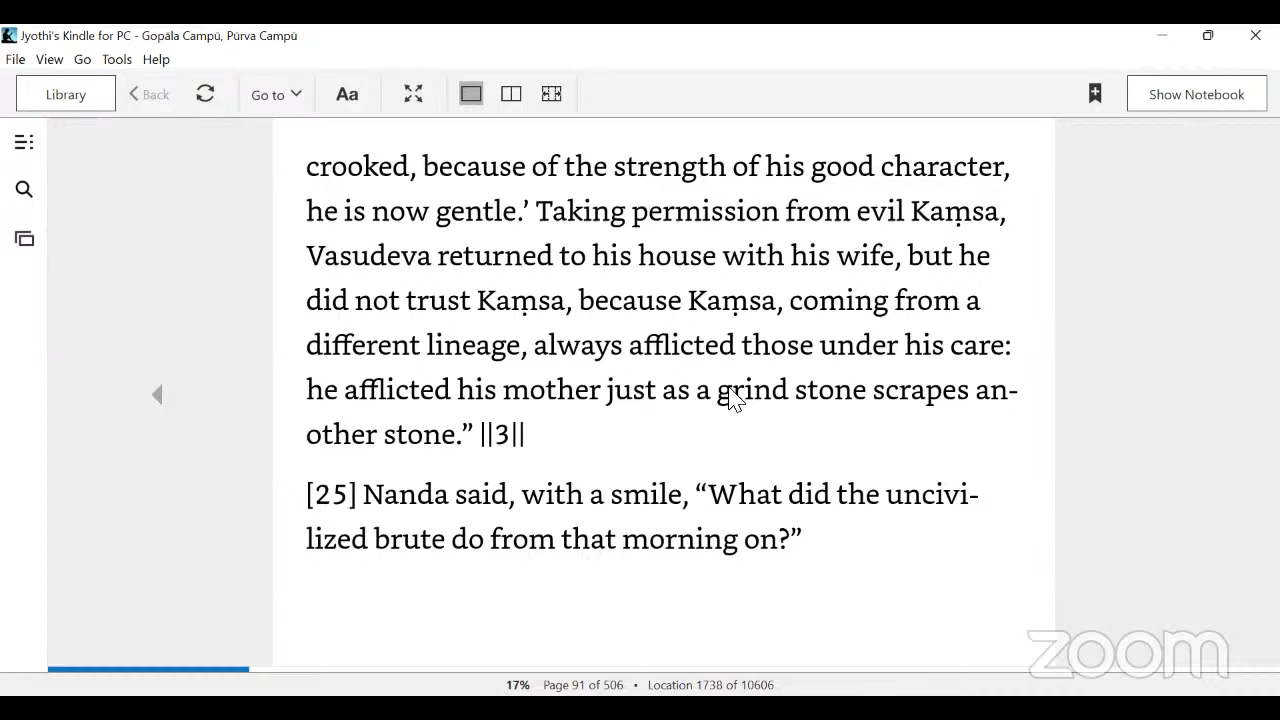 Jyothi's Kindle for PC - Gopāla Campū, Pūrva Campū
File View Go Tools Help
Library
Back
Go to
Aa
Show Notebook
crooked, because of the strength of his good character,
he is now gentle.’ Taking permission from evil Kaṃsa,
Vasudeva returned to his house with his wife, but he
did not trust Kaṃsa, because Kaṃsa, coming from a
different lineage, always afflicted those under his care:
he afflicted his mother just as a grind stone scrapes an-
other stone.” ||3||
[25] Nanda said, with a smile, “What did the uncivi-
lized brute do from that morning on?”
zoom
17% Page 91 of 506 • Location 1738 of 10606